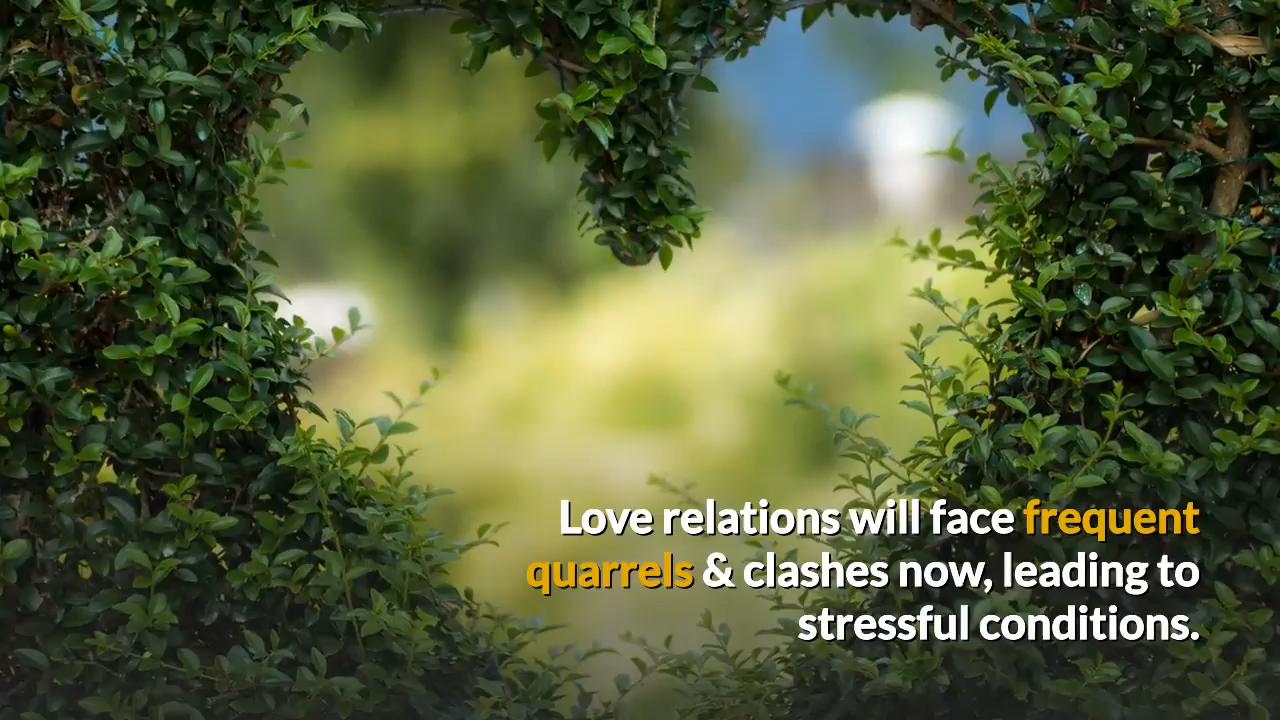 Love relations will face frequent
quarrels & clashes now, leading to
stressful conditions.